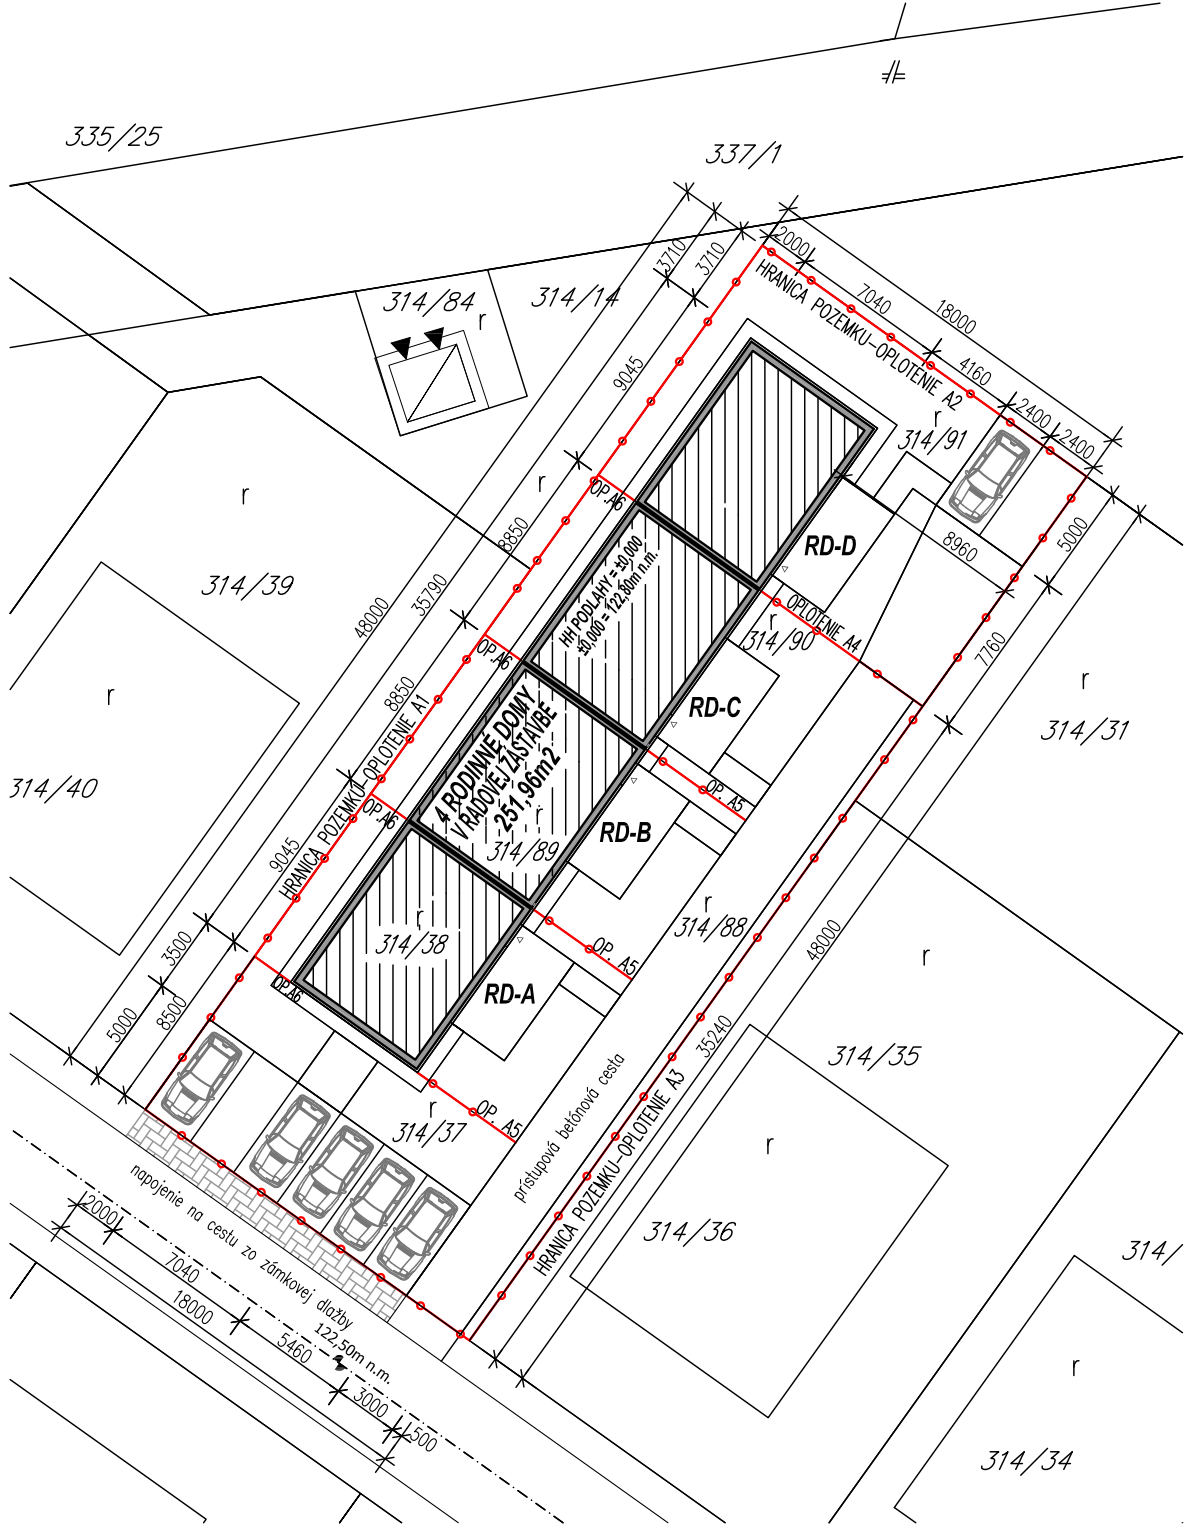 335/25
337/1
314/84
314/14
r
2000
7040
18000
4160
2400
2400
3710
3710
HRANICA POZEMKU-OPLOTENIE A2
r
314/91
9045
OP.A6
r
8850
RD-D
8960
5000
HH PODLAHY = ±0,000
±0,000 = 122,80m n.m.
OPLOTENIE A4
r
314/90
7760
r
314/39
r
35790
48000
OP.A6
8850
RD-C
r
314/31
r
314/40
HRANICA POZEMKU-OPLOTENIE A1
4 RODINNÉ DOMY
V RADOVEJ ZÁSTAVBE
251,96m2
r
314/89
OP. A5
RD-B
OP.A6
9045
r
314/38
r
314/88
48000
r
OP. A5
3500
8500
5000
OP.A6
RD-A
35240
314/35
r
314/37
OP. A5
prístupová betónová cesta
HRANICA POZEMKU-OPLOTENIE A3
r
314/36
314/
napojenie na cestu zo zámkovej dlažby
122,50m n.m.
2000
7040
18000
5460
3000
500
r
314/34